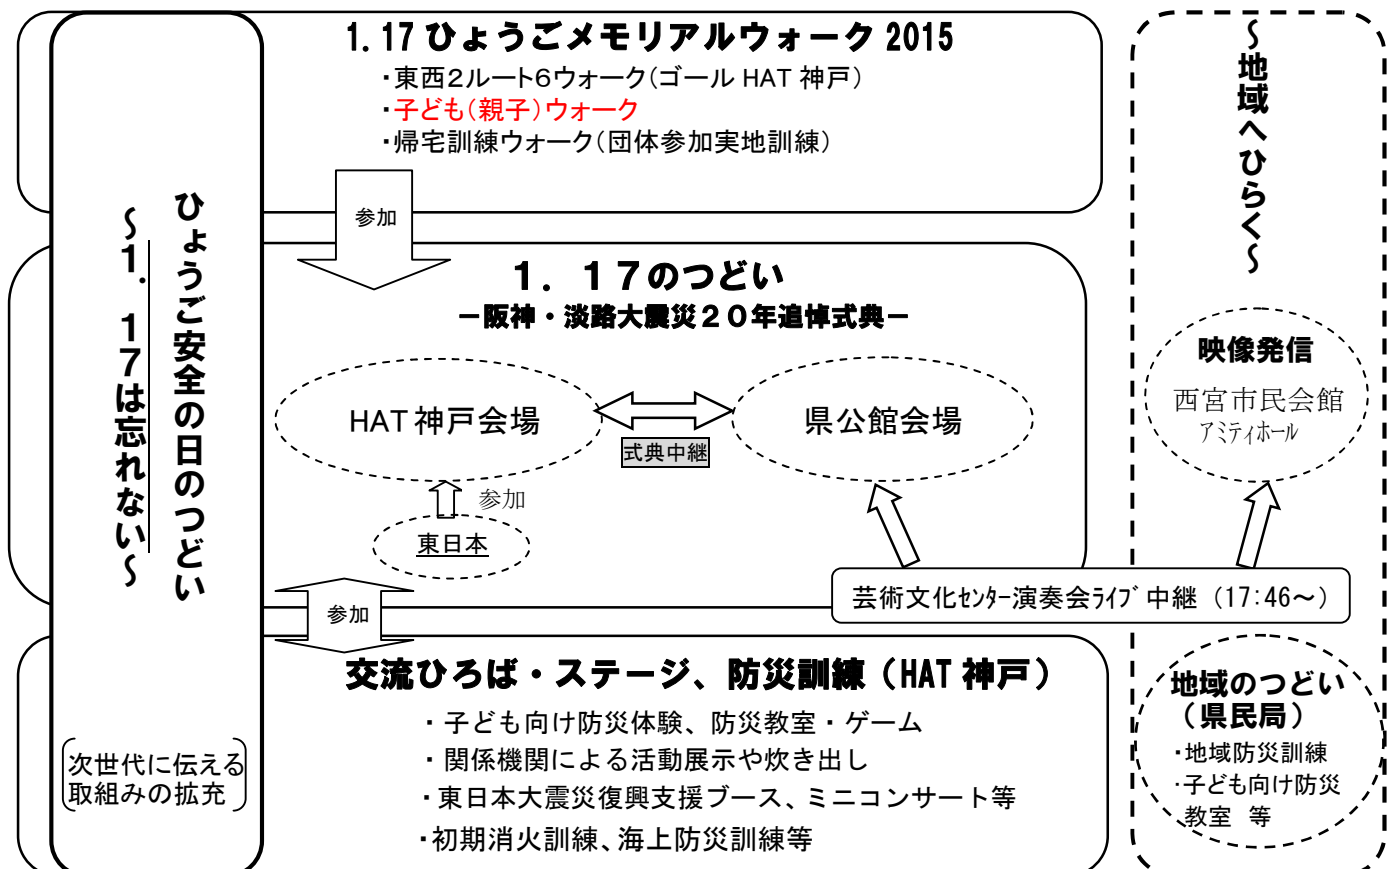 ひょうご安全の日のつどい
～1.17は忘れない～
次世代に伝える
取組みの拡充
1.17ひょうごメモリアルウォーク2015
・東西２ルート６ウォーク（ゴール HAT 神戸）
・子ども（親子）ウォーク
・帰宅訓練ウォーク（団体参加実地訓練）
参加
１．１７のつどい
－阪神・淡路大震災２０年追悼式典－
HAT 神戸会場
県公館会場
式典中継
参加
東日本
芸術文化ｾﾝﾀｰ演奏会ﾗｲﾌﾞ中継（17:46～）
参加
交流ひろば・ステージ、防災訓練（HAT 神戸）
・子ども向け防災体験、防災教室・ゲーム
・関係機関による活動展示や炊き出し
・東日本大震災復興支援ブース、ミニコンサート等
・初期消火訓練、海上防災訓練等
～地域へひらく～
映像発信
西宮市民会館
ｱﾐﾃｨﾎｰﾙ
地域のつどい
（県民局）
・地域防災訓練
・子ども向け防災
教室 等